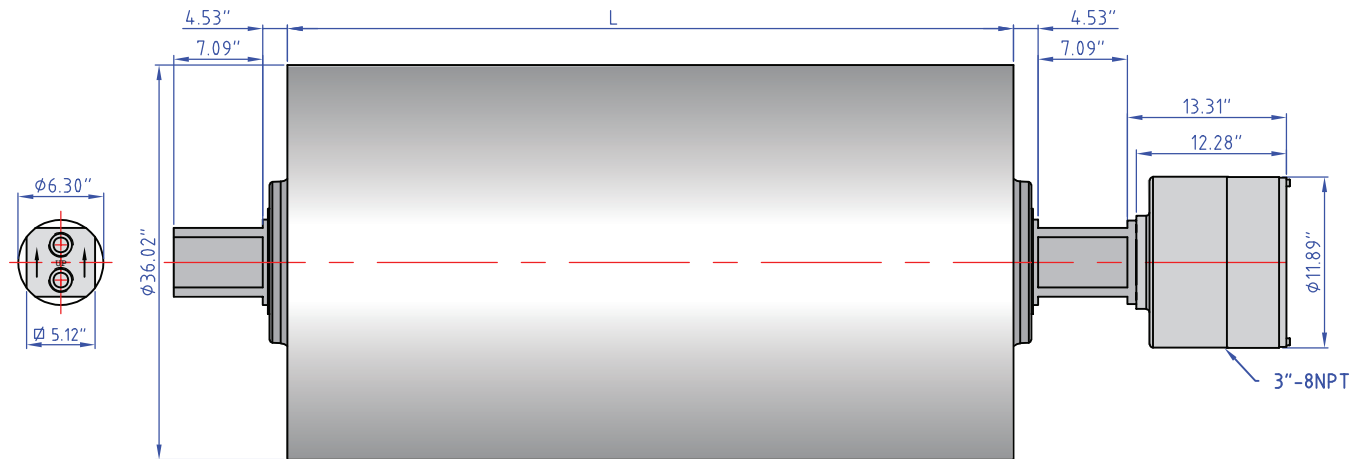 4.53" L 4.53"
7.09" 7.09"
13.31"
12.28"
Ø6.30"
Ø36.02"
Ø11.89"
5.12"
3"-8NPT